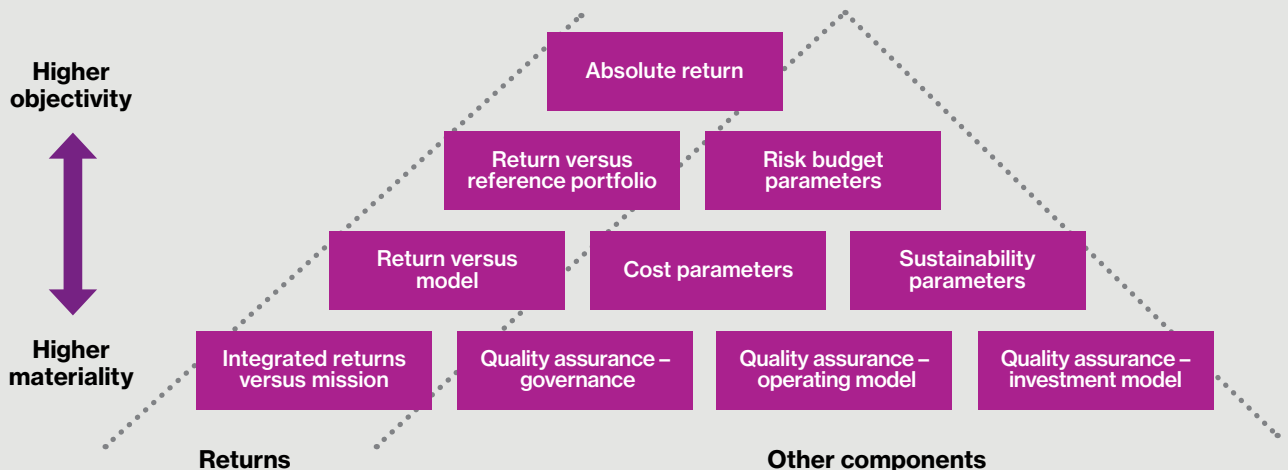 Higher
objectivity
Absolute return
Return versus
reference portfolio
Risk budget
parameters
Return versus
model
Cost parameters
Sustainability
parameters
Higher
materiality
Integrated returns
versus mission
Quality assurance –
governance
Quality assurance –
operating model
Quality assurance –
investment model
Returns
Other components